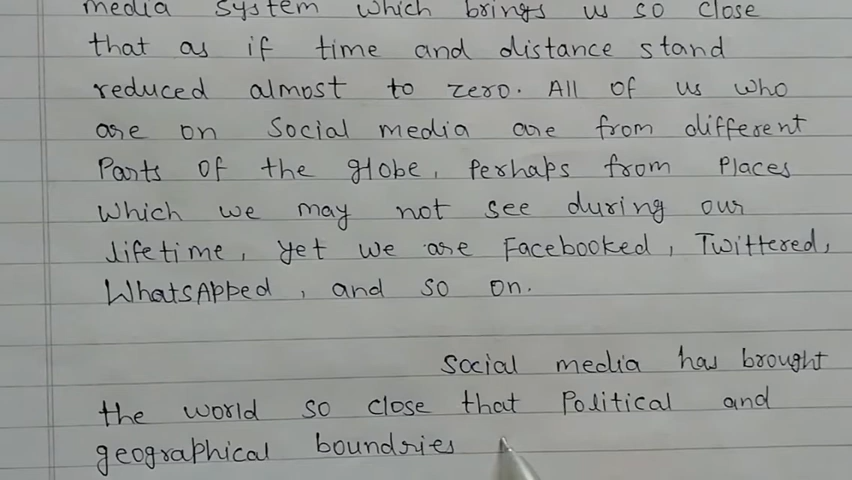 media system which brings us so close
that as if time and distance stand
reduced almost to zero. All of us who
are on Social media are from different
Parts of the globe, Perhaps from Places
which we may not see during our
lifetime, yet we are Facebooked, Twittered,
WhatsApped, and so on.
Social media has brought
the world so close that Political and
geographical boundries